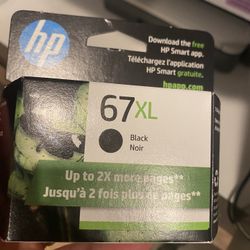 hp
Download the free
HP Smart app.
Téléchargez l'application
HP Smart gratuite.
hpapp.com
67XL
Black
Noir
Up to 2X more pages**
Jusqu'à 2 fois plus de pages**